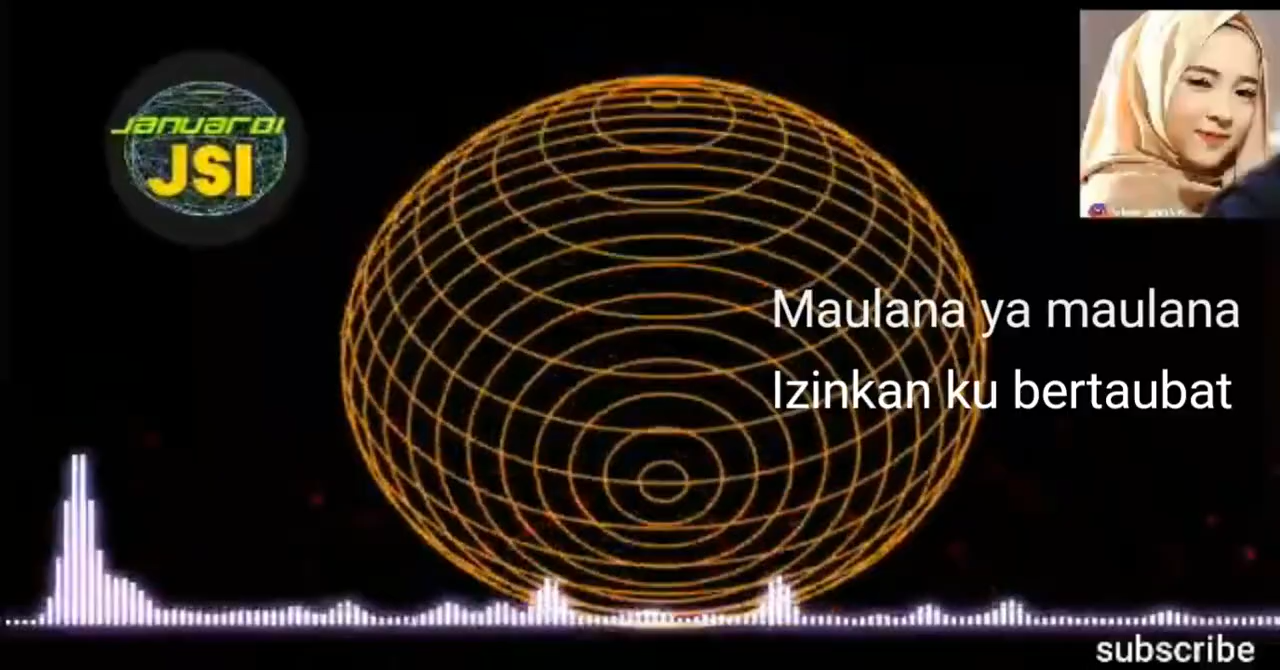 JANUARDI
JSI
Maulana ya maulana
Izinkan ku bertaubat
subscribe